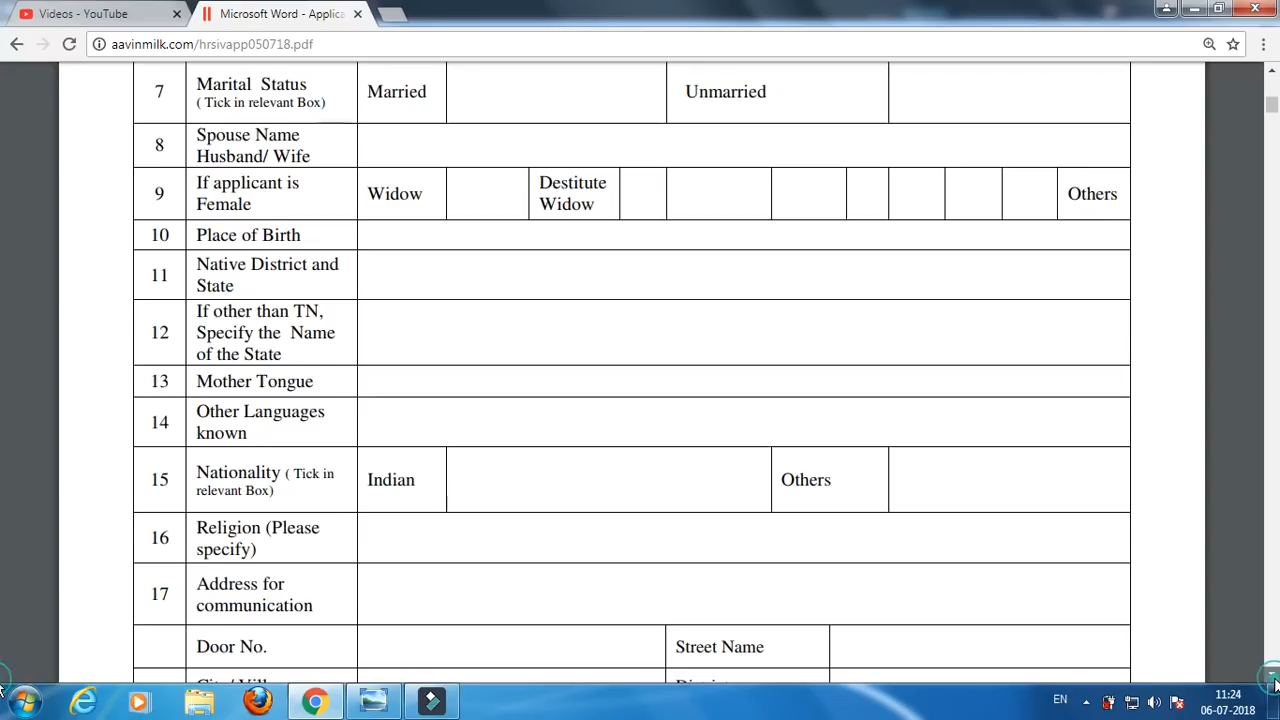 Videos - YouTube
Microsoft Word - Applica
aavinmilk.com/hrsivapp050718.pdf
7
Marital Status
( Tick in relevant Box)
Married
Unmarried
8
Spouse Name
Husband/ Wife
9
If applicant is
Female
Widow
Destitute
Widow
Others
10
Place of Birth
11
Native District and
State
12
If other than TN,
Specify the Name
of the State
13
Mother Tongue
14
Other Languages
known
15
Nationality ( Tick in
relevant Box)
Indian
Others
16
Religion (Please
specify)
17
Address for
communication
Door No.
Street Name
EN
11:24
06-07-2018